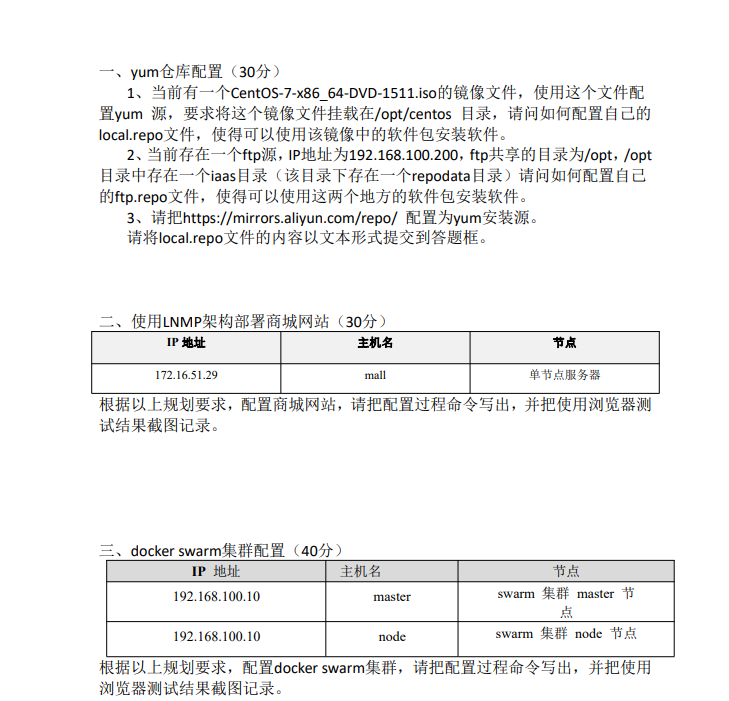 一、yum仓库配置（30分）
1、当前有一个CentOS-7-x86_64-DVD-1511.iso的镜像文件，使用这个文件配
置yum 源，要求将这个镜像文件挂载在/opt/centos 目录，请问如何配置自己的
local.repo文件，使得可以使用该镜像中的软件包安装软件。
2、当前存在一个ftp源，IP地址为192.168.100.200，ftp共享的目录为/opt，/opt
目录中存在一个iaas目录（该目录下存在一个repodata目录）请问如何配置自己
的ftp.repo文件，使得可以使用这两个地方的软件包安装软件。
3、请把https://mirrors.aliyun.com/repo/ 配置为yum安装源。
请将local.repo文件的内容以文本形式提交到答题框。
二、使用LNMP架构部署商城网站（30分）
IP 地址 主机名 节点
172.16.51.29 mall 单节点服务器
根据以上规划要求，配置商城网站，请把配置过程命令写出，并把使用浏览器测
试结果截图记录。
三、docker swarm集群配置（40分）
IP 地址 主机名 节点
192.168.100.10 master swarm 集群 master 节
点
192.168.100.10 node swarm 集群 node 节点
根据以上规划要求，配置docker swarm集群，请把配置过程命令写出，并把使用
浏览器测试结果截图记录。